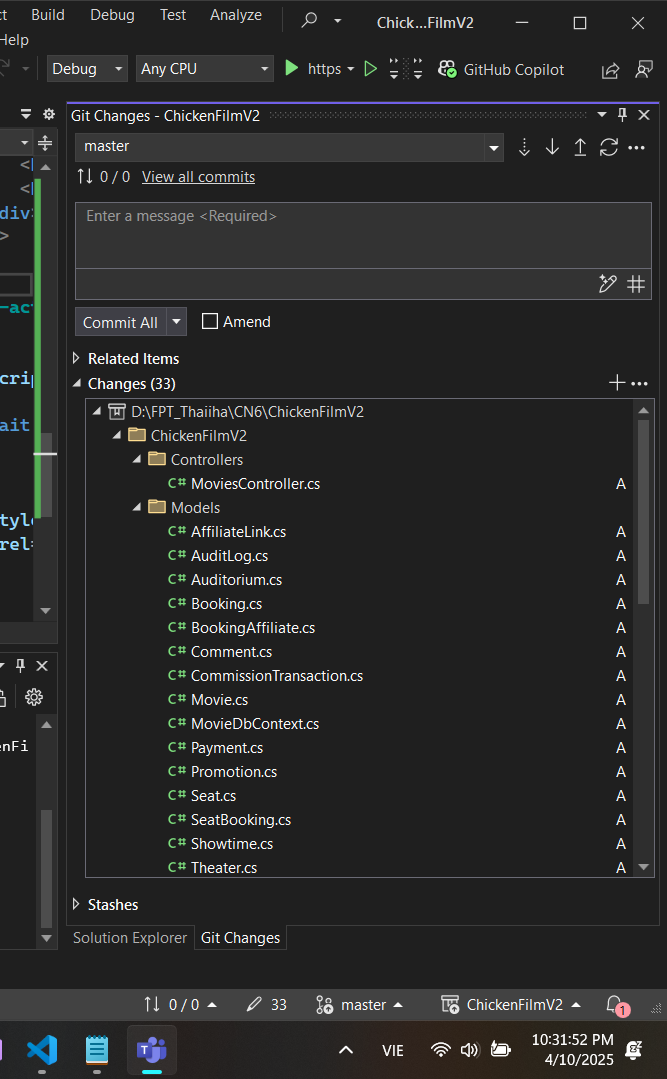 Build Debug Test Analyze Chick...FilmV2
Help
Debug Any CPU https GitHub Copilot
Git Changes - ChickenFilmV2
master
0 / 0 View all commits
Enter a message <Required>
Commit All Amend
Related Items
Changes (33)
D:\FPT_Thaiiha\CN6\ChickenFilmV2
ChickenFilmV2
Controllers
C# MoviesController.cs A
Models
C# AffiliateLink.cs A
C# AuditLog.cs A
C# Auditorium.cs A
C# Booking.cs A
C# BookingAffiliate.cs A
C# Comment.cs A
C# CommissionTransaction.cs A
C# Movie.cs A
C# MovieDbContext.cs A
C# Payment.cs A
C# Promotion.cs A
C# Seat.cs A
C# SeatBooking.cs A
C# Showtime.cs A
C# Theater.cs A
Stashes
Solution Explorer Git Changes
0 / 0 33 master ChickenFilmV2 1
VIE 10:31:52 PM
4/10/2025